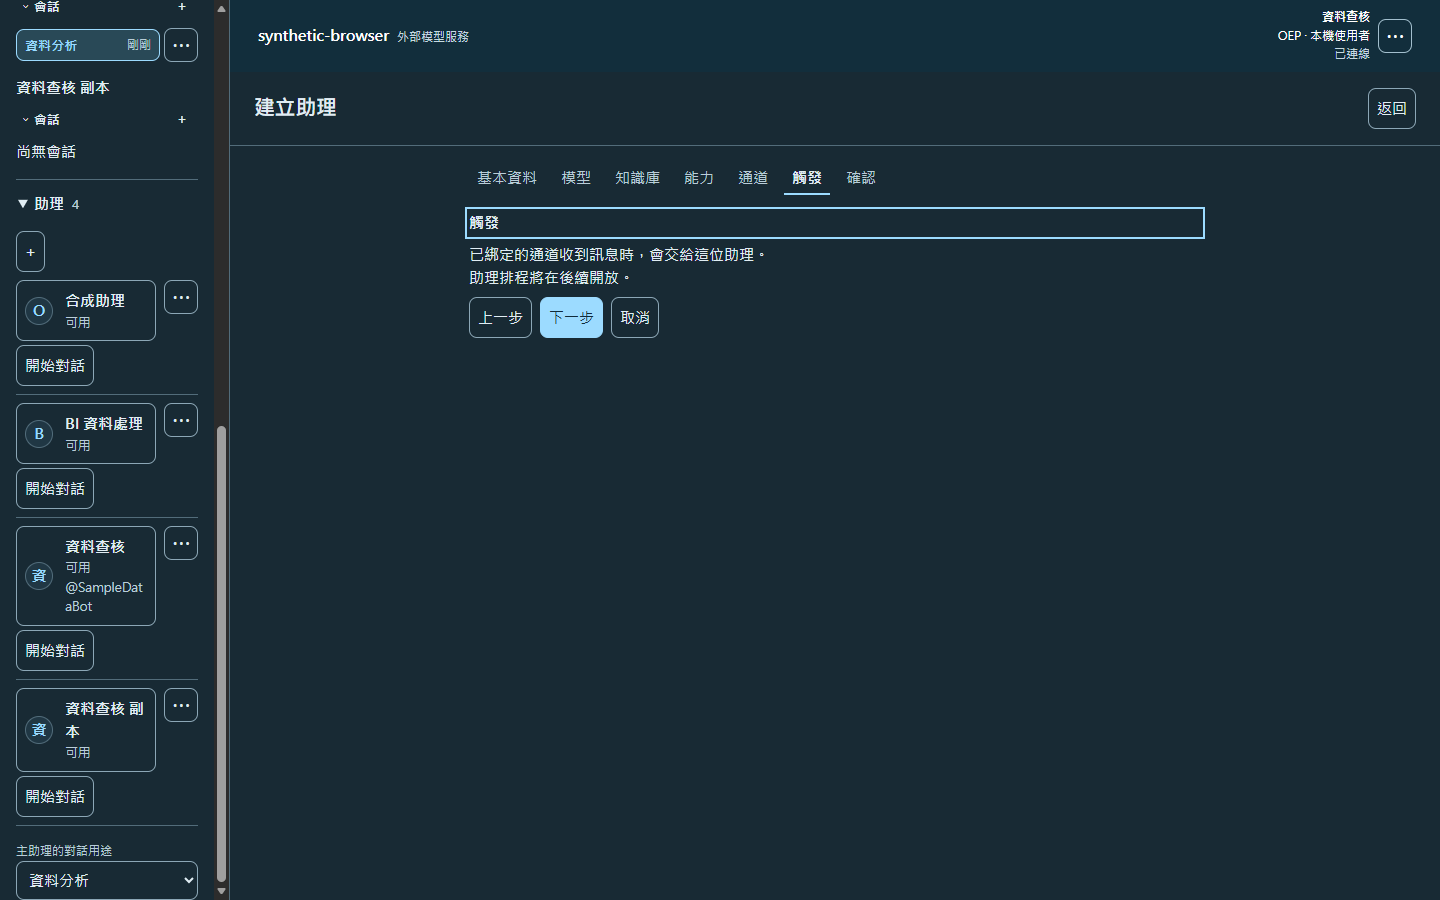 會話 +
資料分析 剛剛 ...
資料查核 副本
會話 +
尚無會話
助理 4
+
O 合成助理 ...
可用
開始對話
B BI 資料處理 ...
可用
開始對話
資 資料查核 ...
可用
@SampleDat
aBot
開始對話
資 資料查核 副 ...
本
可用
開始對話
主助理的對話用途
資料分析
synthetic-browser 外部模型服務
資料查核
OEP · 本機使用者 ...
已連線
建立助理 返回
基本資料 模型 知識庫 能力 通道 觸發 確認
觸發
已綁定的通道收到訊息時，會交給這位助理。
助理排程將在後續開放。
上一步 下一步 取消